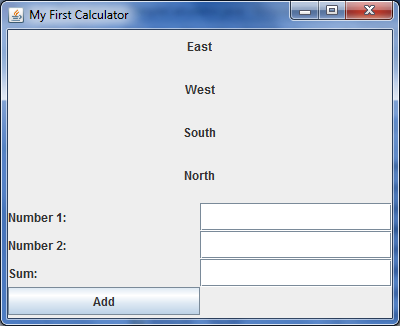 My First Calculator
East
West
South
North
Number 1:
Number 2:
Sum:
Add